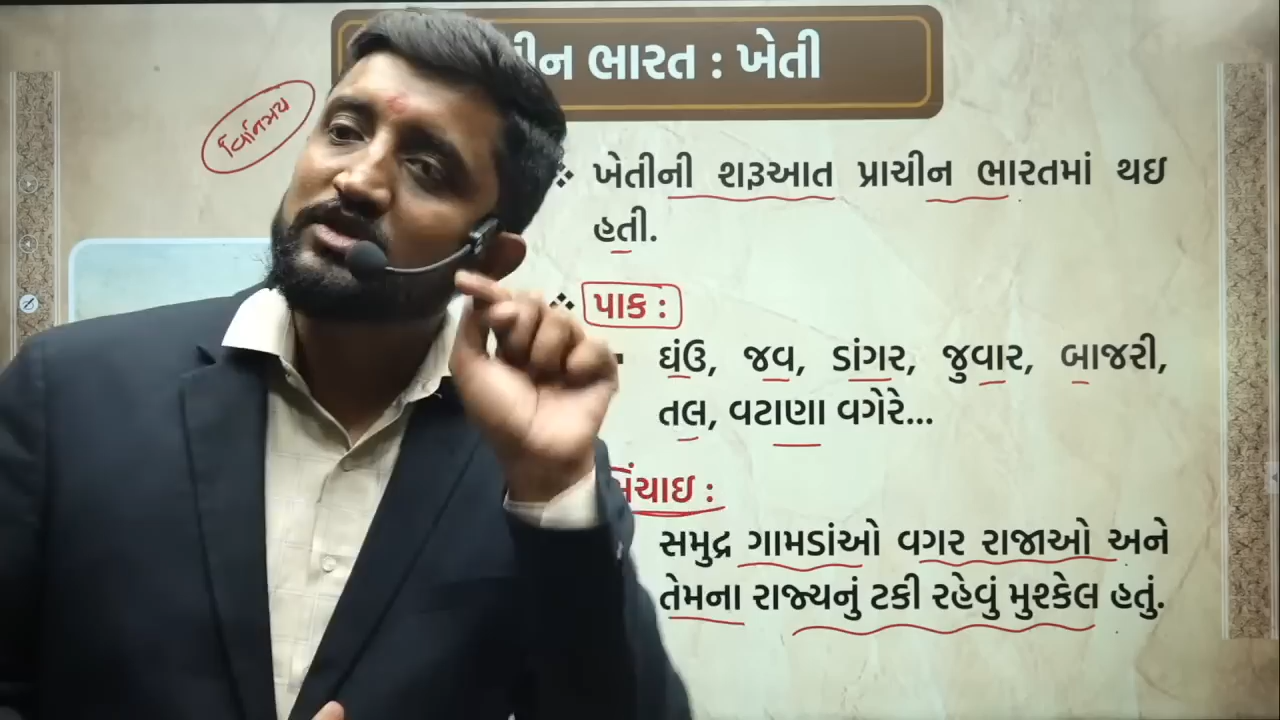 ભારત : ખેતી
વિનિમય
ખેતીની શરૂઆત પ્રાચીન ભારતમાં થઇ
હતી.
પાક :
ઘંઉ, જવ, ડાંગર, જુવાર, બાજરી,
તલ, વટાણા વગેરે...
સમુદ્ર ગામડાંઓ વગર રાજાઓ અને
તેમના રાજ્યનું ટકી રહેવું મુશ્કેલ હતું.